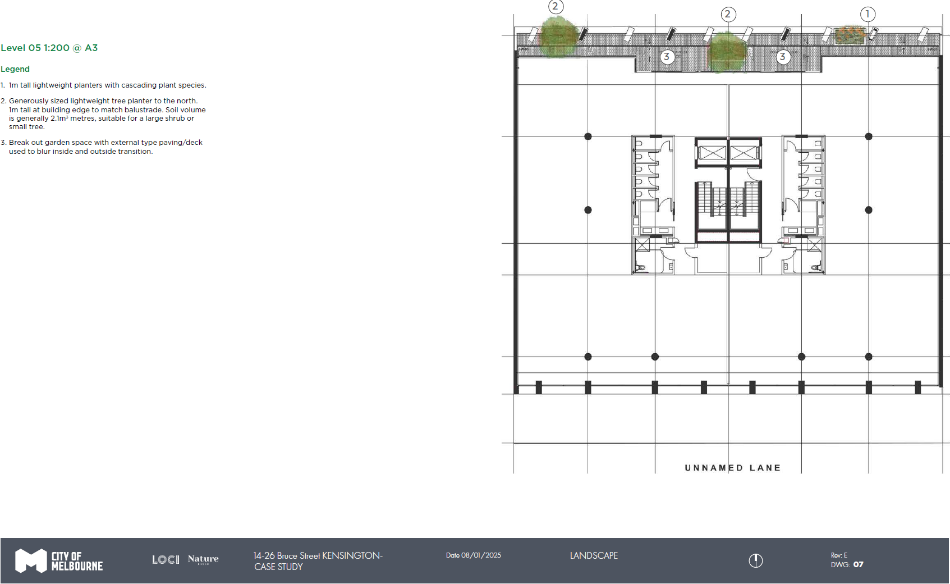 2
2
1
Level 05 1:200 @ A3
Legend
1. 1m tall lightweight planters with cascading plant species.
2. Generously sized lightweight tree planter to the north.
1m tall at building edge to match balustrade. Soil volume
is generally 2.1m³ metres, suitable for a large shrub or
small tree.
3. Break out garden space with external type paving/deck
used to blur inside and outside transition.
3
3
UNNAMED LANE
CITY OF
MELBOURNE
LOCI
Nature
14-26 Bruce Street KENSINGTON-
CASE STUDY
Date 08/01/2025
LANDSCAPE
Rev: E
DWG: 07